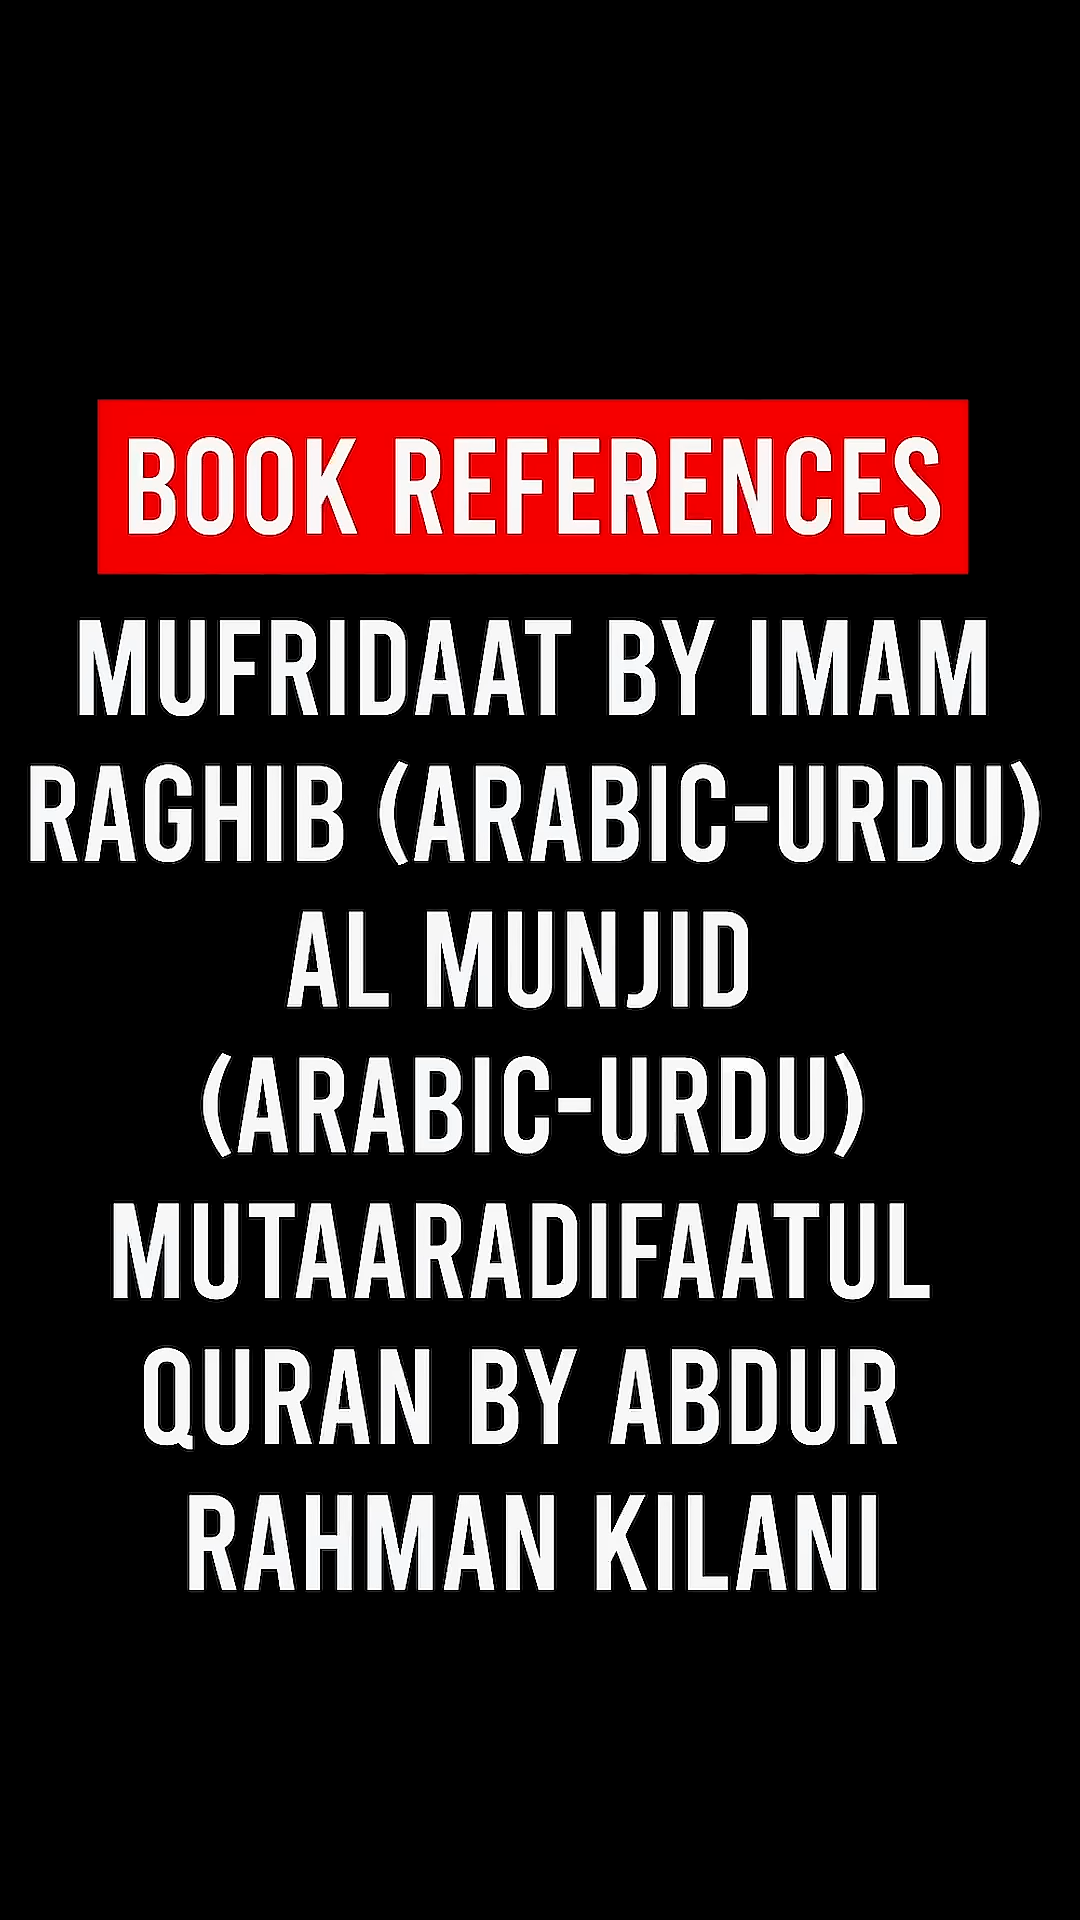 BOOK REFERENCES
MUFRIDAAT BY IMAM
RAGHIB (ARABIC-URDU)
AL MUNJID
(ARABIC-URDU)
MUTAARADIFAATUL
QURAN BY ABDUR
RAHMAN KILANI